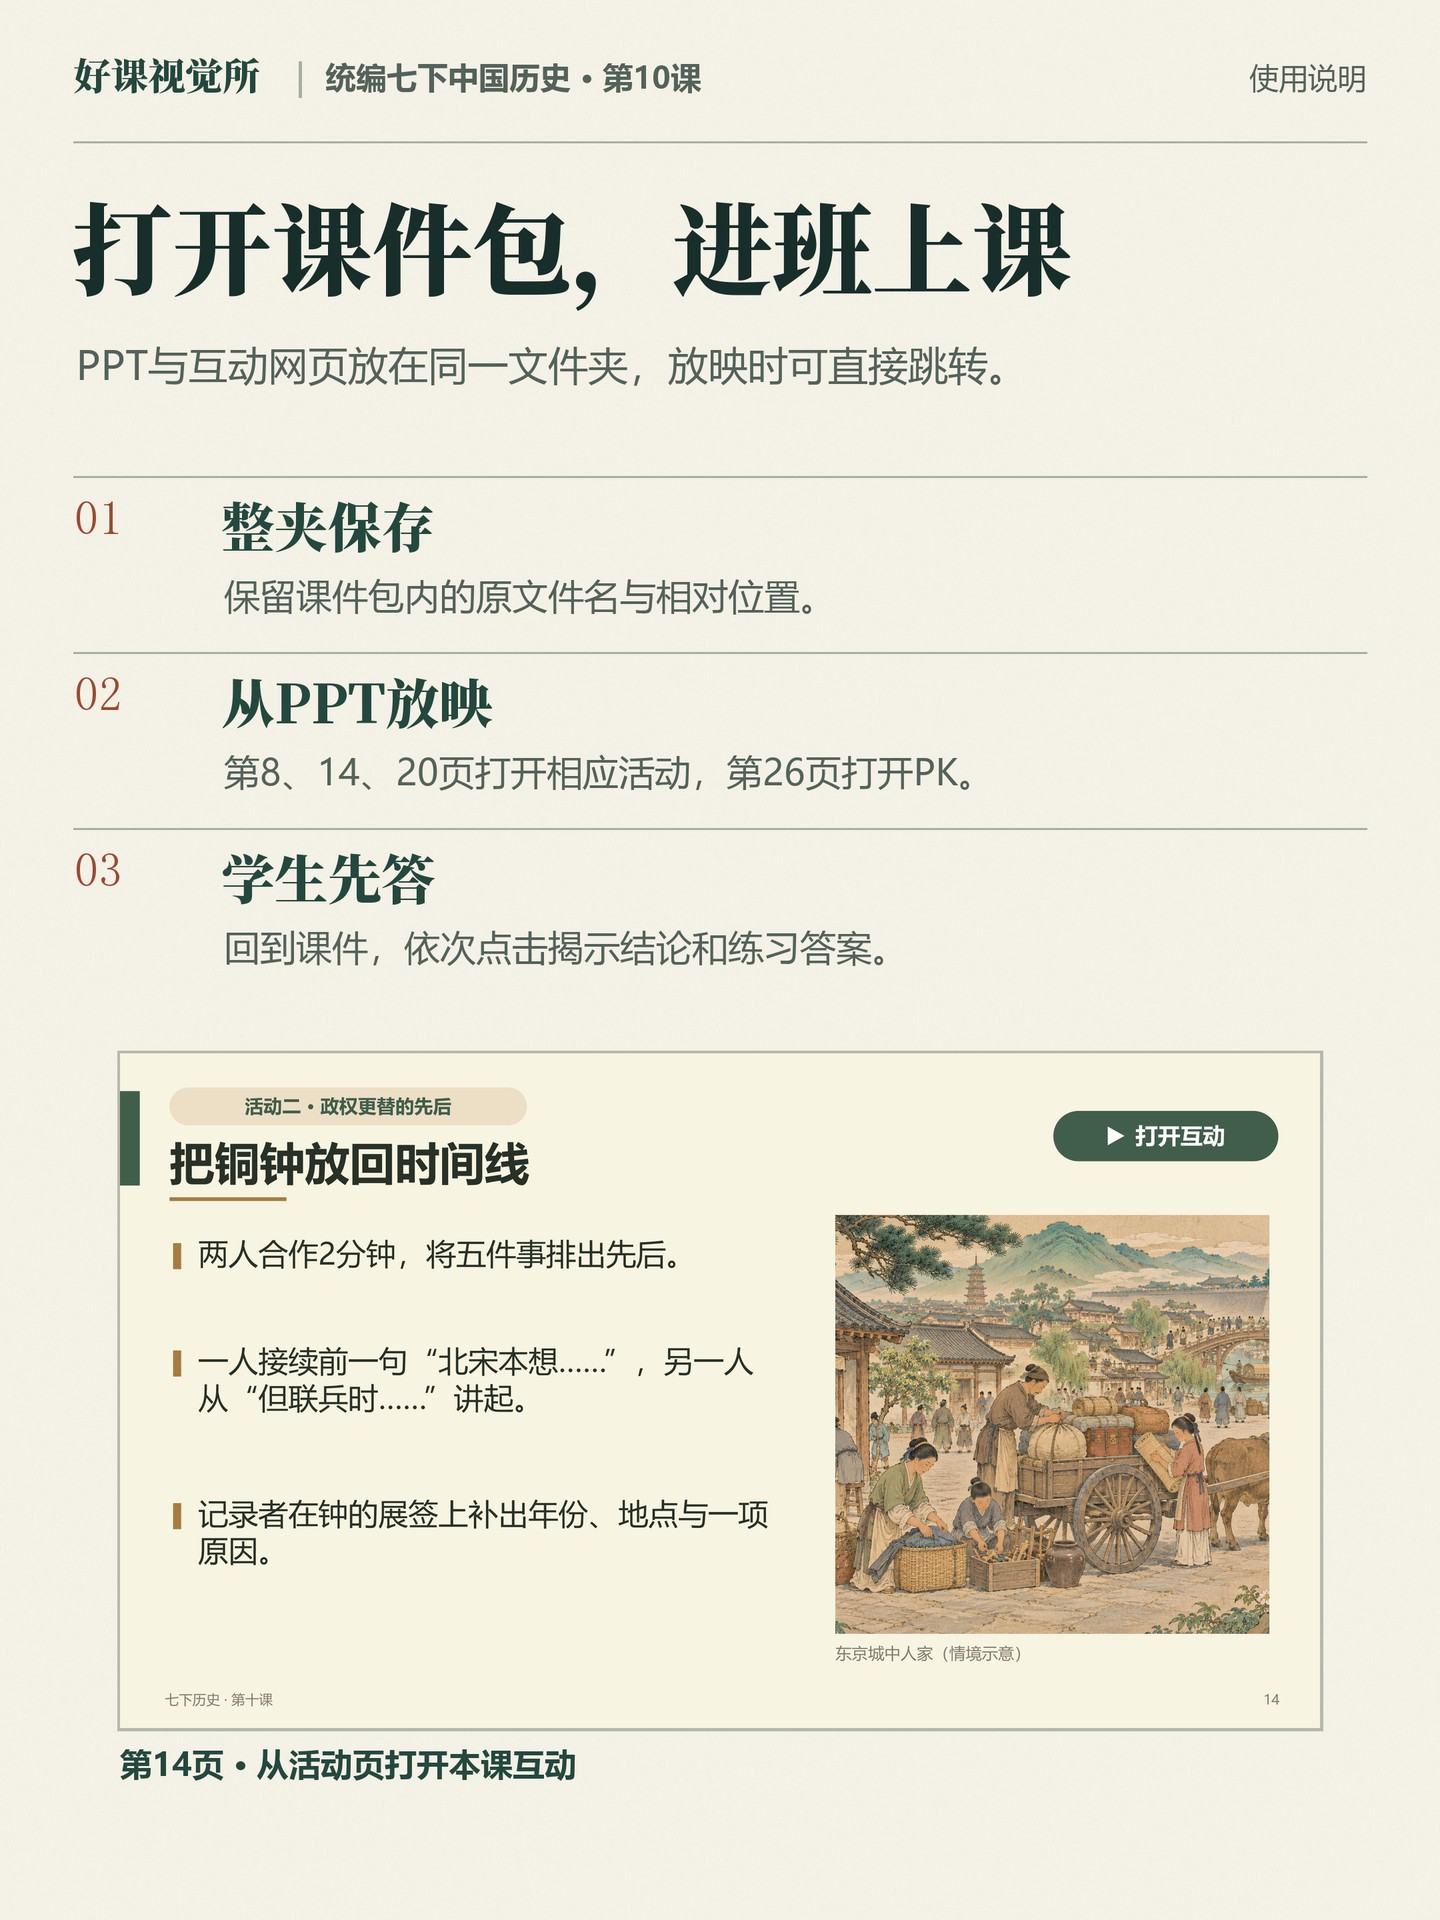 好课视觉所 | 统编七下中国历史·第10课
使用说明
打开课件包，进班上课
PPT与互动网页放在同一文件夹，放映时可直接跳转。
01
整夹保存
保留课件包内的原文件名与相对位置。
02
从PPT放映
第8、14、20页打开相应活动，第26页打开PK。
03
学生先答
回到课件，依次点击揭示结论和练习答案。
活动二·政权更替的先后
▶ 打开互动
把铜钟放回时间线
两人合作2分钟，将五件事排出先后。
一人接续前一句“北宋本想……”，另一人
从“但联兵时……”讲起。
记录者在钟的展签上补出年份、地点与一项
原因。
东京城中人家（情境示意）
七下历史·第十课
14
第14页·从活动页打开本课互动